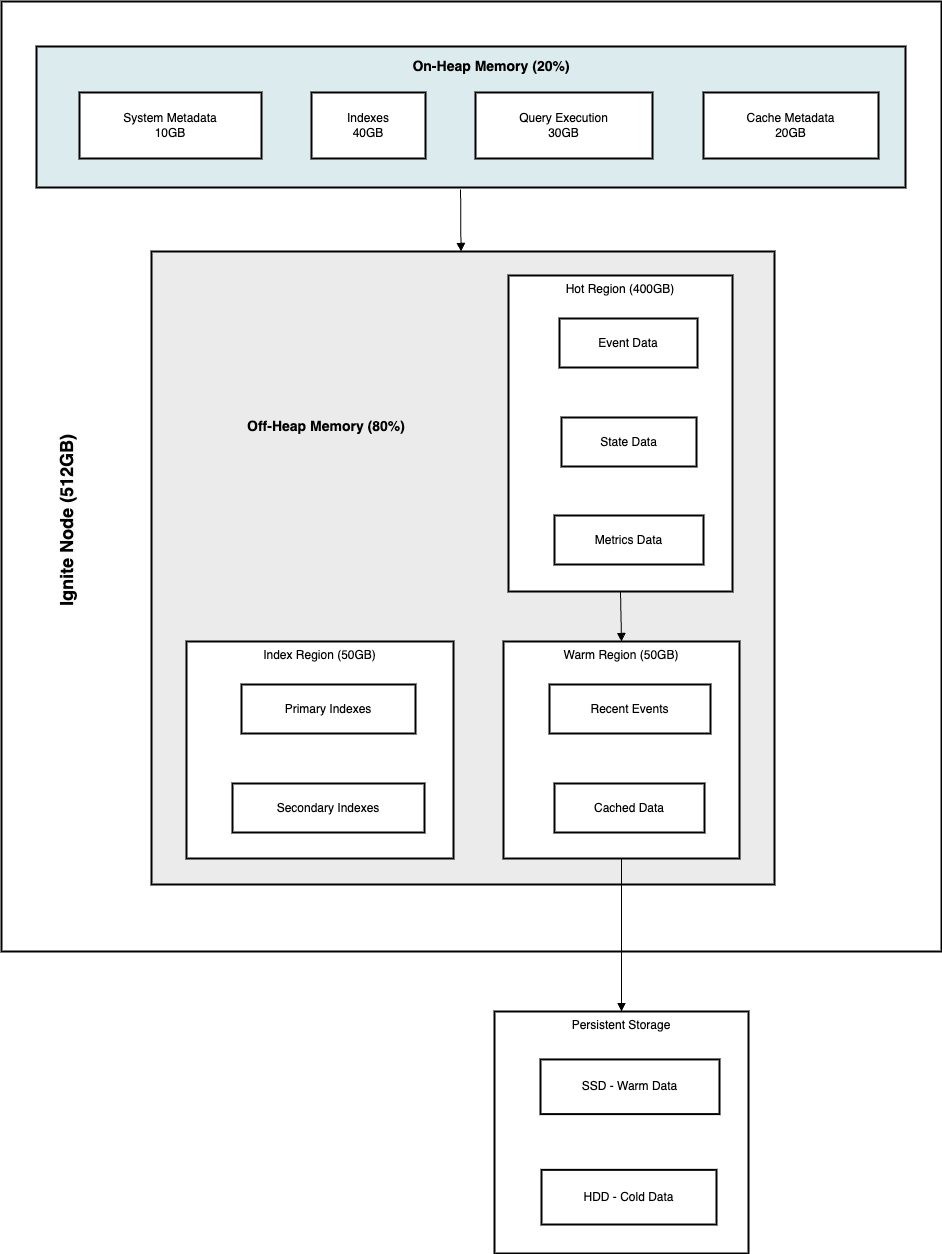 On-Heap Memory (20%)
System Metadata
10GB
Indexes
40GB
Query Execution
30GB
Cache Metadata
20GB
Ignite Node (512GB)
Off-Heap Memory (80%)
Hot Region (400GB)
Event Data
State Data
Metrics Data
Index Region (50GB)
Primary Indexes
Secondary Indexes
Warm Region (50GB)
Recent Events
Cached Data
Persistent Storage
SSD - Warm Data
HDD - Cold Data